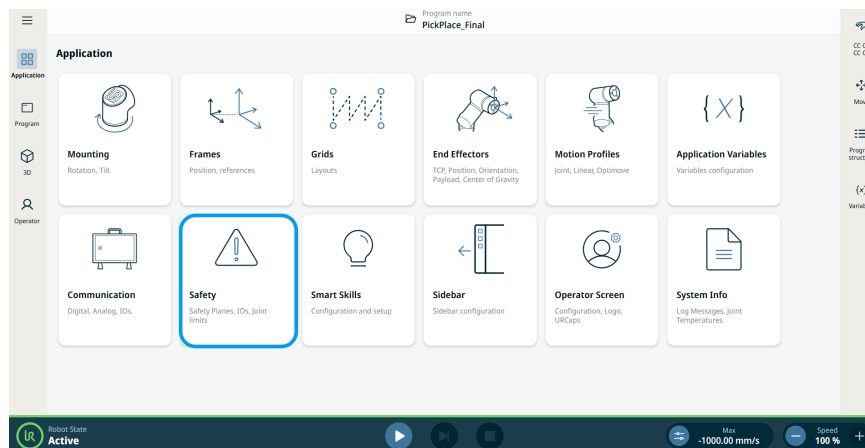 Program name
PickPlace_Final
Application
Application
Program
3D
Operator
Mounting
Rotation, Tilt
Frames
Position, references
Grids
Layouts
End Effectors
TCP, Position, Orientation,
Payload, Center of Gravity
Motion Profiles
Joint, Linear, Optimove
Application Variables
Variables configuration
Communication
Digital, Analog, IOs.
Safety
Safety Planes, IOs, Joint
limits
Smart Skills
Configuration and setup
Sidebar
Sidebar configuration
Operator Screen
Configuration, Logo,
URCaps
System Info
Log Messages, Joint
Temperatures
Robot State
Active
Max
-1000.00 mm/s
Speed
100 %